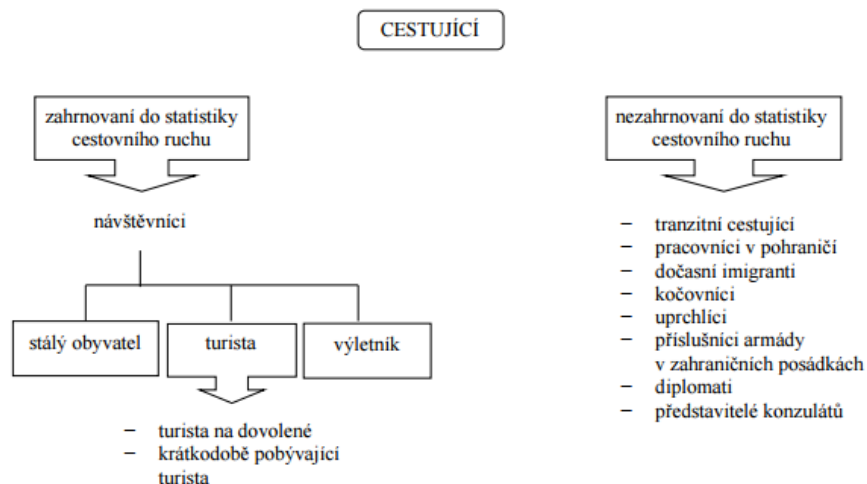 CESTUJÍCÍ
zahrnovaní do statistiky
cestovního ruchu
návštěvníci
stálý obyvatel
turista
výletník
– turista na dovolené
– krátkodobě pobývající
turista
nezahrnovaní do statistiky
cestovního ruchu
– tranzitní cestující
– pracovníci v pohraničí
– dočasní imigranti
– kočovníci
– uprchlíci
– příslušníci armády
v zahraničních posádkách
– diplomati
– představitelé konzulátů